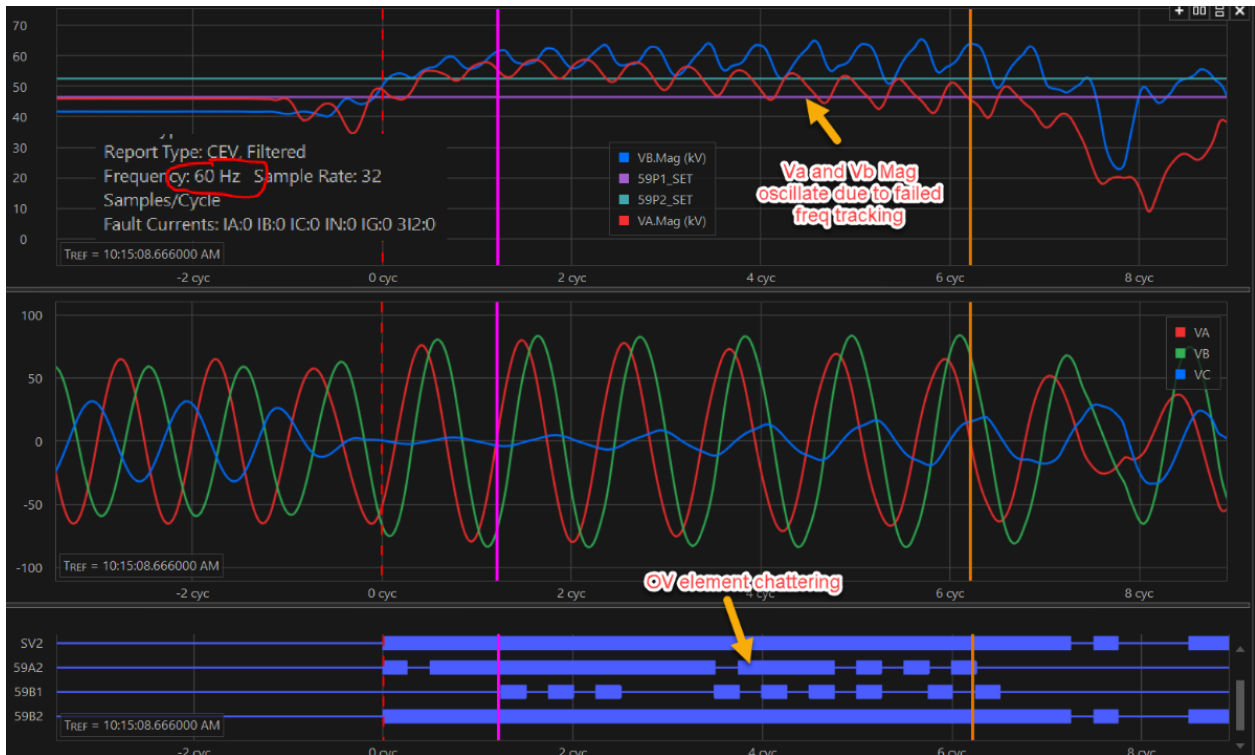 70
60
50
40
30
20
10
0
Report Type: CEV, Filtered
Frequency: 60 Hz Sample Rate: 32
Samples/Cycle
Fault Currents: IA:0 IB:0 IC:0 IN:0 IG:0 3I2:0
VB.Mag (kV)
59P1_SET
59P2_SET
VA.Mag (kV)
Va and Vb Mag
oscillate due to failed
freq tracking
TREF = 10:15:08.666000 AM
-2 cyc 0 cyc 2 cyc 4 cyc 6 cyc 8 cyc
100
50
0
-50
-100
VA
VB
VC
TREF = 10:15:08.666000 AM
OV element chattering
-2 cyc 0 cyc 2 cyc 4 cyc 6 cyc 8 cyc
SV2
59A2
59B1
59B2
TREF = 10:15:08.666000 AM
-2 cyc 0 cyc 2 cyc 4 cyc 6 cyc 8 cyc